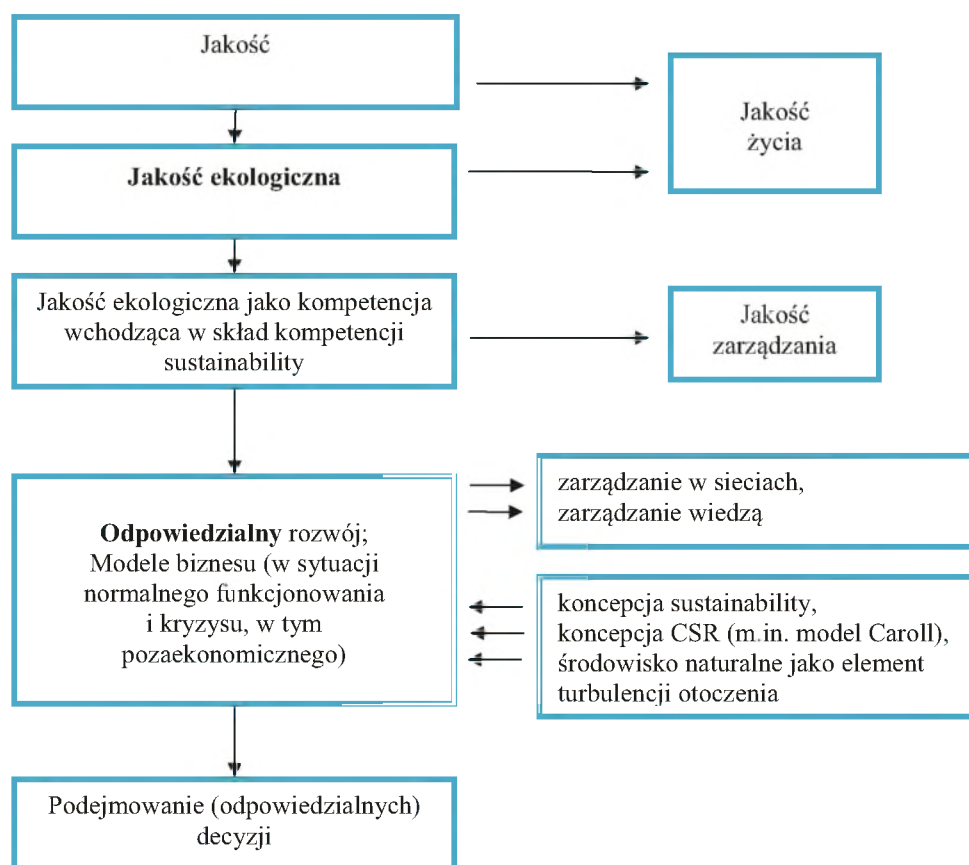 Jakość
Jakość
życia
Jakość ekologiczna
Jakość ekologiczna jako kompetencja
wchodząca w skład kompetencji
sustainability
Jakość
zarządzania
Odpowiedzialny rozwój;
Modele biznesu (w sytuacji
normalnego funkcjonowania
i kryzysu, w tym
pozaekonomicznego)
zarządzanie w sieciach,
zarządzanie wiedzą
koncepcja sustainability,
koncepcja CSR (m.in. model Caroll),
środowisko naturalne jako element
turbulencji otoczenia
Podejmowanie (odpowiedzialnych)
decyzji